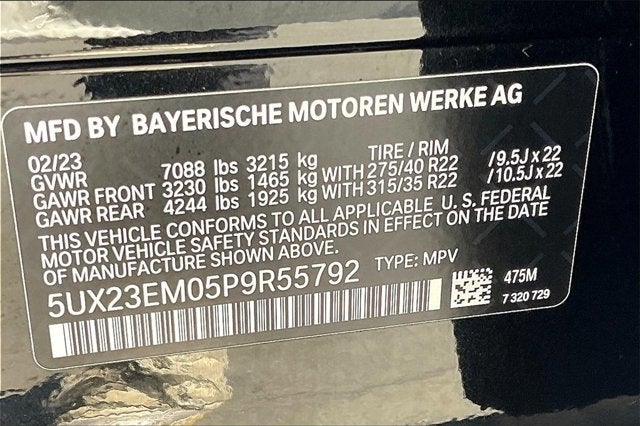 MFD BY BAYERISCHE MOTOREN WERKE AG
02/23 TIRE / RIM
GVWR 7088 lbs 3215 kg
GAWR FRONT 3230 lbs 1465 kg WITH 275/40 R22 /9.5J x 22
GAWR REAR 4244 lbs 1925 kg WITH 315/35 R22 /10.5J x 22
THIS VEHICLE CONFORMS TO ALL APPLICABLE U. S. FEDERAL
MOTOR VEHICLE SAFETY STANDARDS IN EFFECT ON THE DATE
OF MANUFACTURE SHOWN ABOVE.
5UX23EM05P9R55792 TYPE: MPV
475M
7 320 729